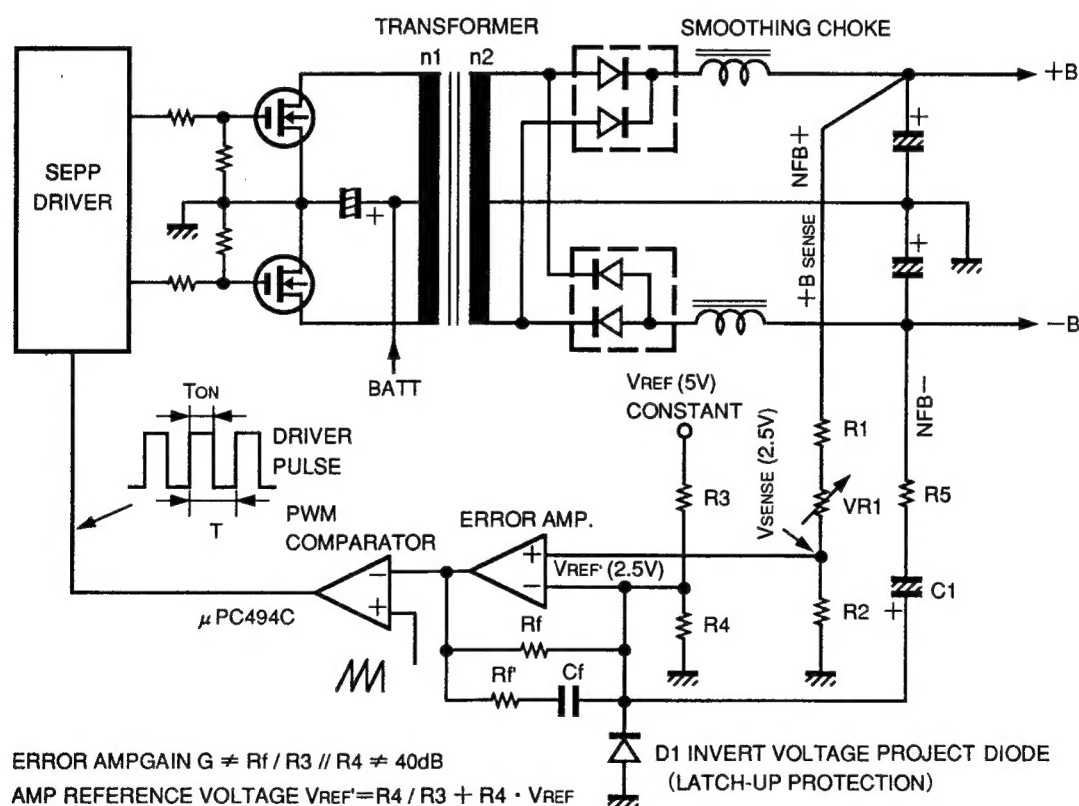 TRANSFORMER
SMOOTHING CHOKE
n1 n2
+B
SEPP
DRIVER
+
NFB+
+
+B SENSE
+
BATT
−B
TON
DRIVER
PULSE
T
VREF (5V)
CONSTANT
VSENSE (2.5V)
NFB−
R1
R3
VR1
R5
PWM
COMPARATOR
ERROR AMP.
+
VREF' (2.5V)
−
−
+
μPC494C
R4
R2
C1
+
Rf
Rf'
Cf
D1 INVERT VOLTAGE PROJECT DIODE
(LATCH-UP PROTECTION)
ERROR AMPGAIN G ≠ Rf / R3 // R4 ≠ 40dB
AMP REFERENCE VOLTAGE VREF'=R4 / R3 + R4 · VREF